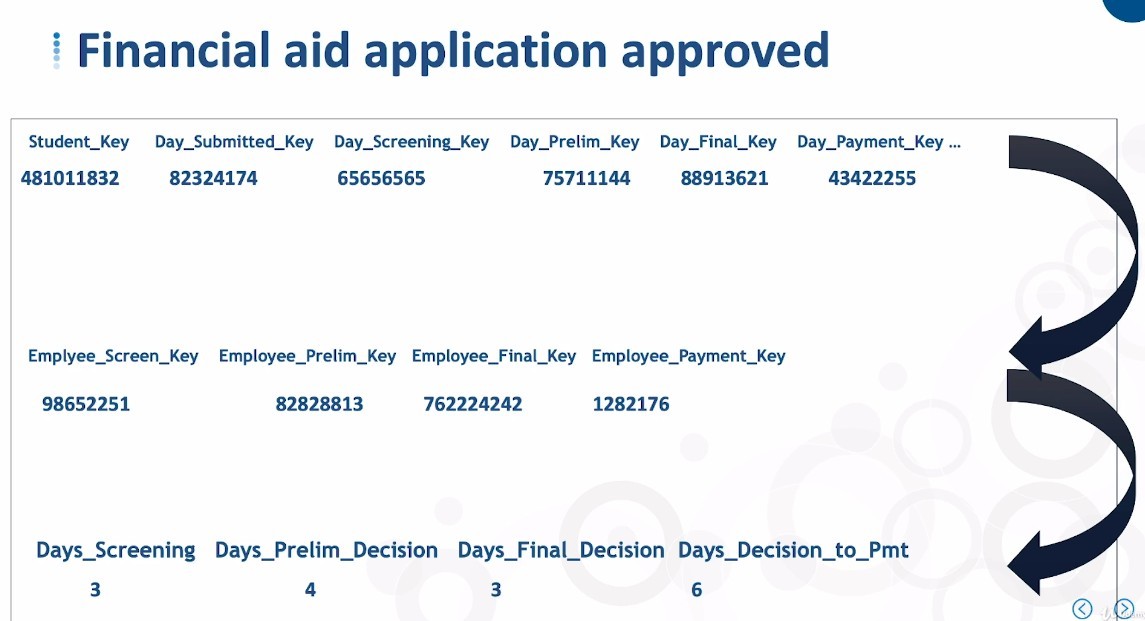 Financial aid application approved
Student_Key Day_Submitted_Key Day_Screening_Key Day_Prelim_Key Day_Final_Key Day_Payment_Key ...
481011832 82324174 65656565 75711144 88913621 43422255
Emplyee_Screen_Key Employee_Prelim_Key Employee_Final_Key Employee_Payment_Key
98652251 82828813 762224242 1282176
Days_Screening Days_Prelim_Decision Days_Final_Decision Days_Decision_to_Pmt
3 4 3 6